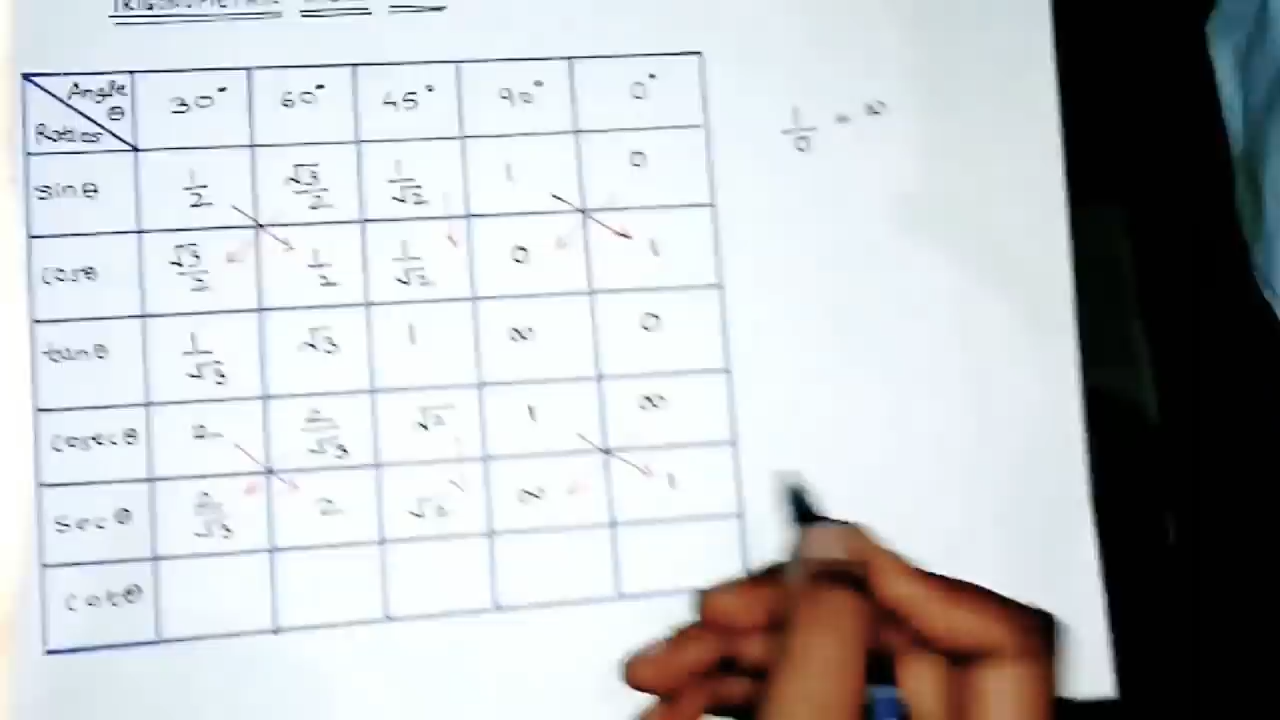 Angle θ Ratios 30° 60° 45° 90° 0°
sinθ 1/2 √3/2 1/√2 1 0
cosθ √3/2 1/2 1/√2 0 1
tanθ 1/√3 √3 1 ∞ 0
cosecθ 2 2/√3 √2 1 ∞
secθ 2/√3 2 √2 ∞ 1
cotθ
1/0 = ∞